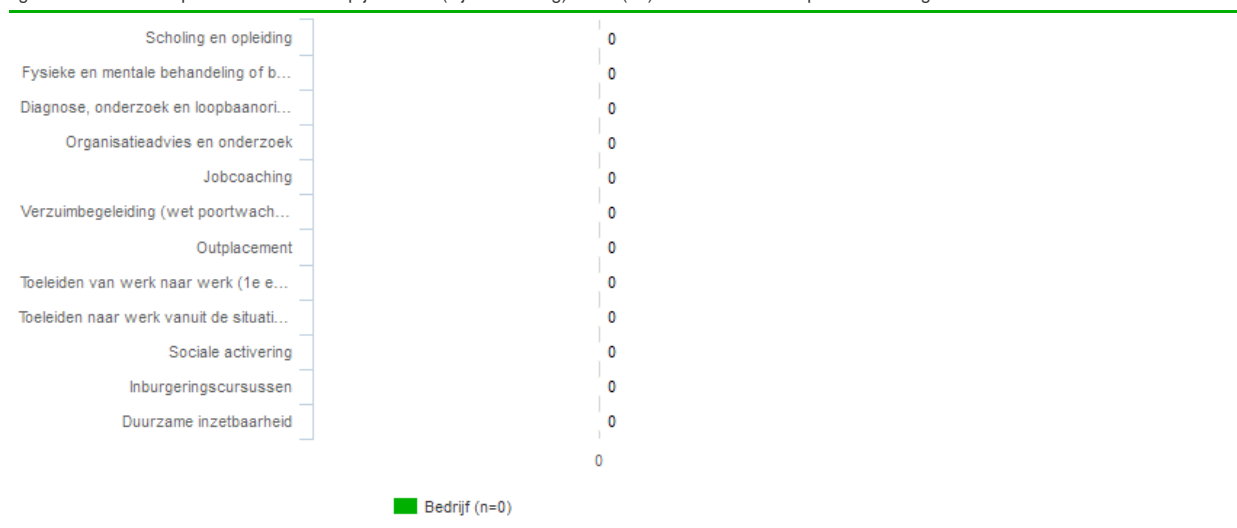 Scholing en opleiding 0
Fysieke en mentale behandeling of b... 0
Diagnose, onderzoek en loopbaanori... 0
Organisatieadvies en onderzoek 0
Jobcoaching 0
Verzuimbegeleiding (wet poortwach... 0
Outplacement 0
Toeleiden van werk naar werk (1e e... 0
Toeleiden naar werk vanuit de situati... 0
Sociale activering 0
Inburgeringscursussen 0
Duurzame inzetbaarheid 0
0
Bedrijf (n=0)